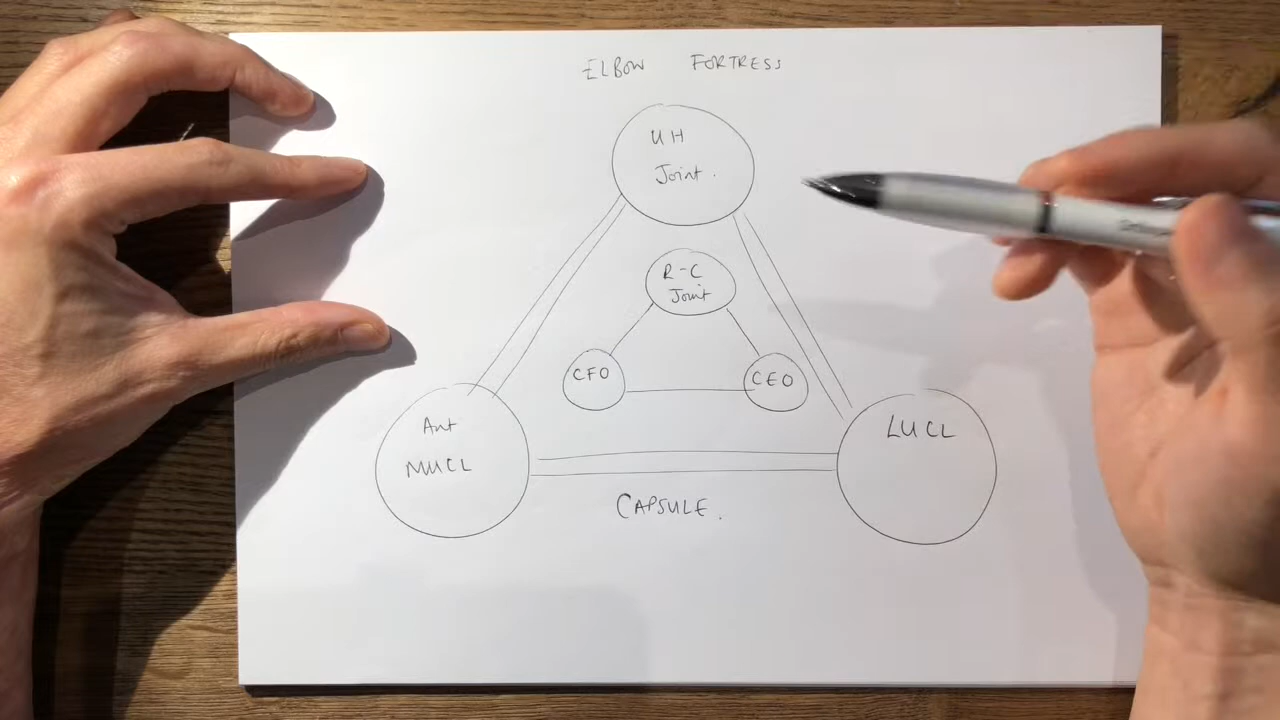 ELBOW FORTRESS
UH
Joint.
R-C
Joint
CFO
CEO
Ant
MUCL
LUCL
CAPSULE.